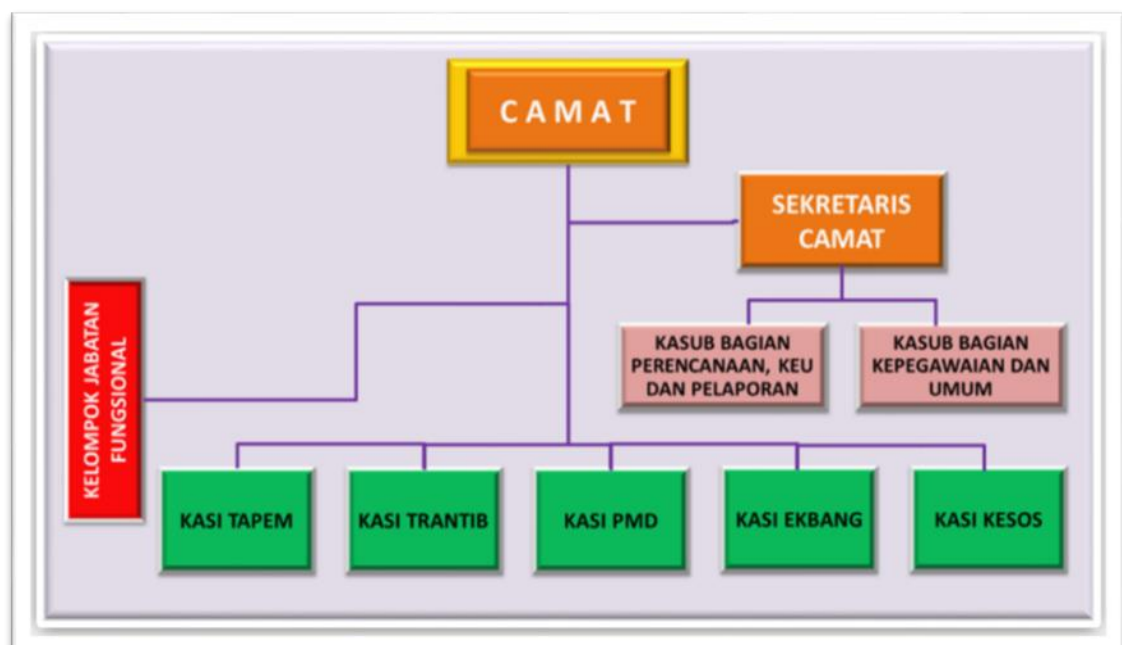 C A M A T
SEKRETARIS
CAMAT
KELOMPOK JABATAN
FUNGSIONAL
KASUB BAGIAN
PERENCANAAN, KEU
DAN PELAPORAN
KASUB BAGIAN
KEPEGAWAIAN DAN
UMUM
KASI TAPEM
KASI TRANTIB
KASI PMD
KASI EKBANG
KASI KESOS